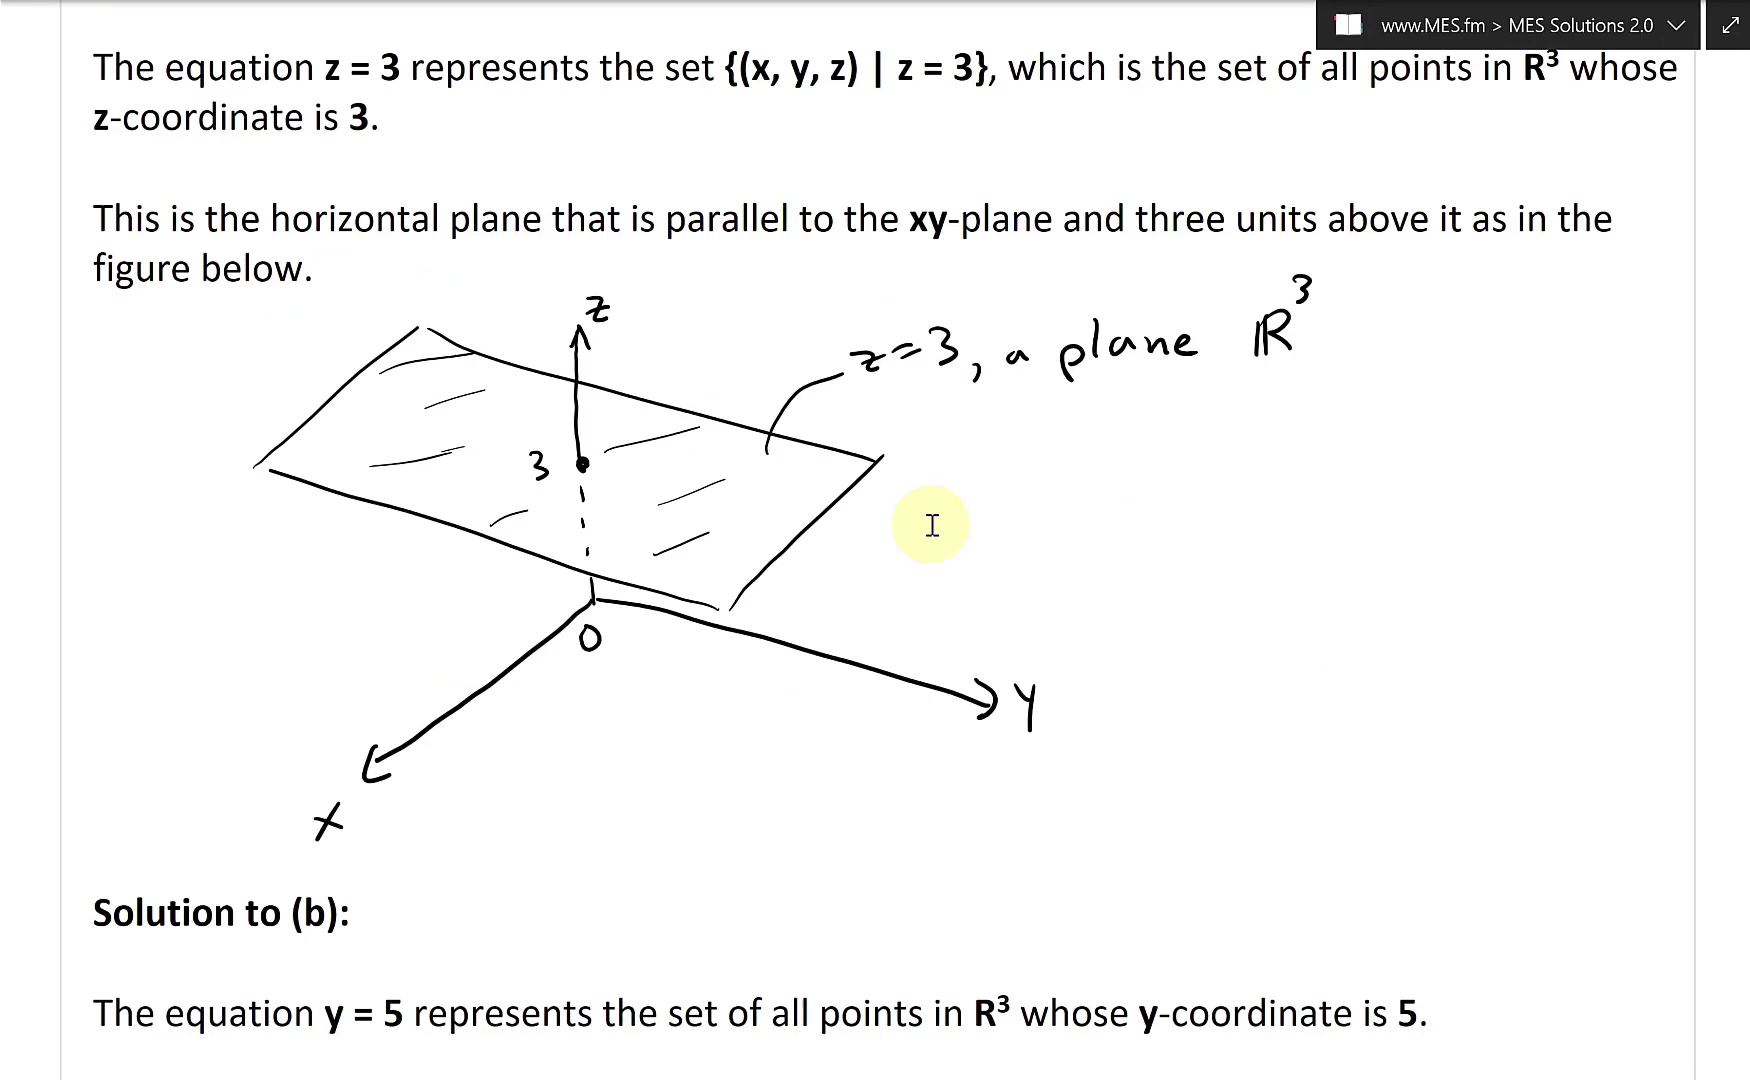 www.MES.fm > MES Solutions 2.0
The equation z = 3 represents the set {(x, y, z) | z = 3}, which is the set of all points in R³ whose
z-coordinate is 3.
This is the horizontal plane that is parallel to the xy-plane and three units above it as in the
figure below.
z
z=3, a plane ℝ³
3
0
y
x
Solution to (b):
The equation y = 5 represents the set of all points in R³ whose y-coordinate is 5.